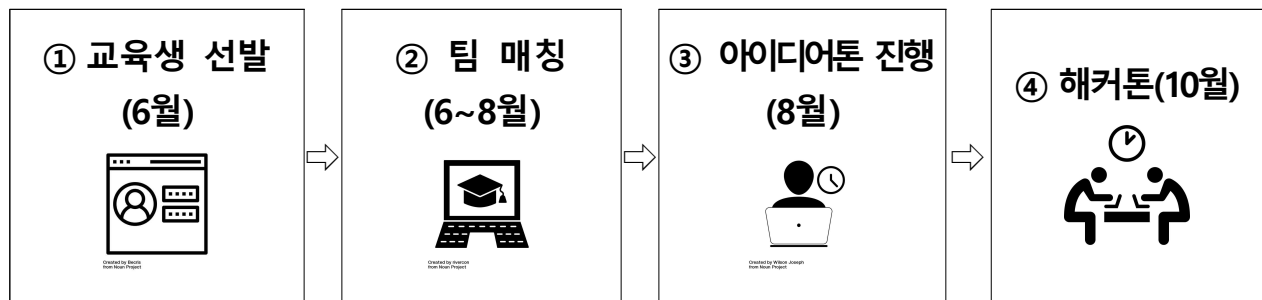 ① 교육생 선발
(6월)
Created by Becris
from Noun Project
② 팀 매칭
(6~8월)
Created by Avercon
from Noun Project
③ 아이디어톤 진행
(8월)
Created by Wilson Joseph
from Noun Project
④ 해커톤(10월)